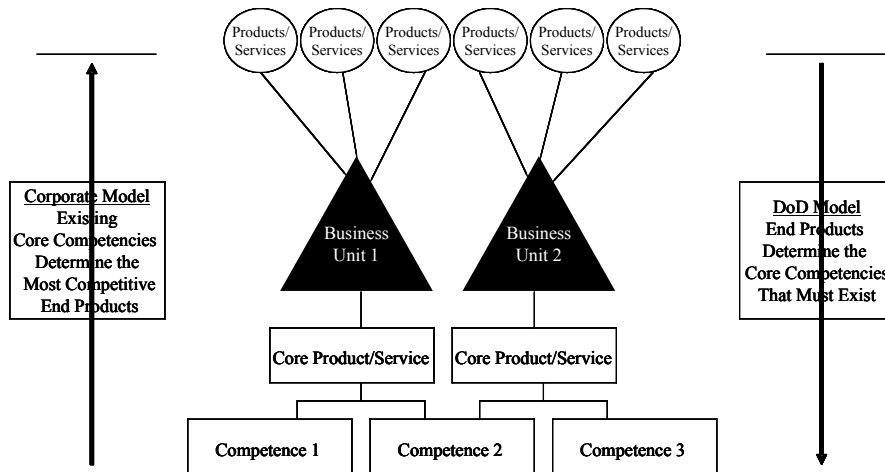 Products/
Services
Products/
Services
Products/
Services
Products/
Services
Products/
Services
Products/
Services
Corporate Model
Existing
Core Competencies
Determine the
Most Competitive
End Products
Business
Unit 1
Business
Unit 2
DoD Model
End Products
Determine the
Core Competencies
That Must Exist
Core Product/Service
Core Product/Service
Competence 1
Competence 2
Competence 3